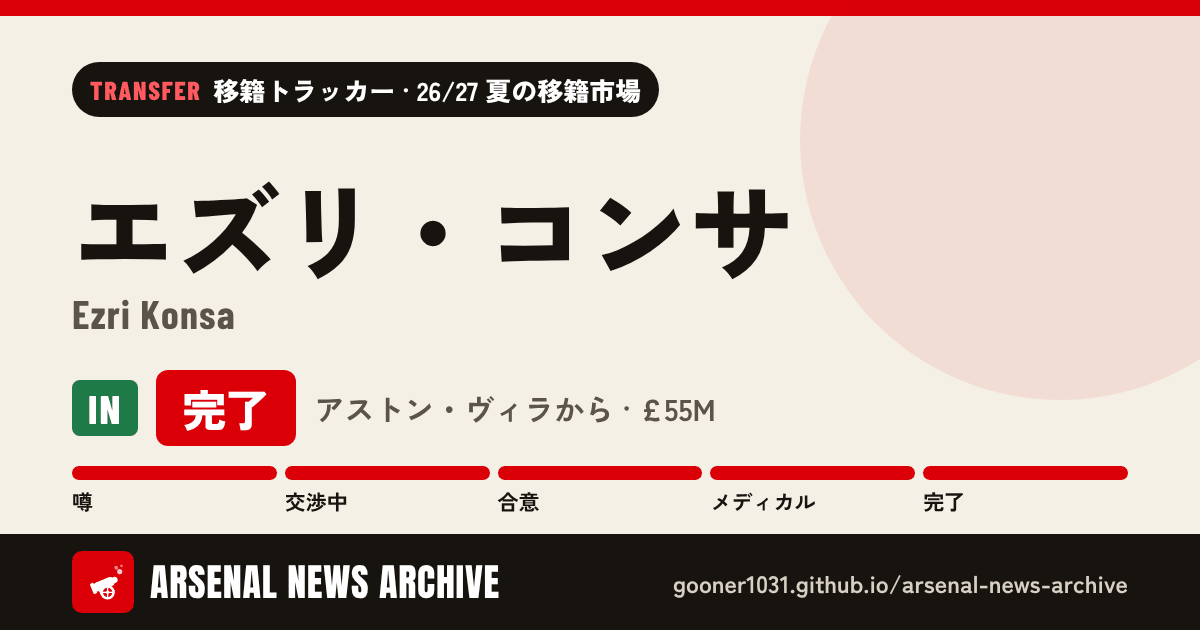 TRANSFER 移籍トラッカー · 26/27 夏の移籍市場
エズリ・コンサ
Ezri Konsa
IN 完了 アストン・ヴィラから · £55M
噂 交渉中 合意 メディカル 完了
ARSENAL NEWS ARCHIVE gooner1031.github.io/arsenal-news-archive